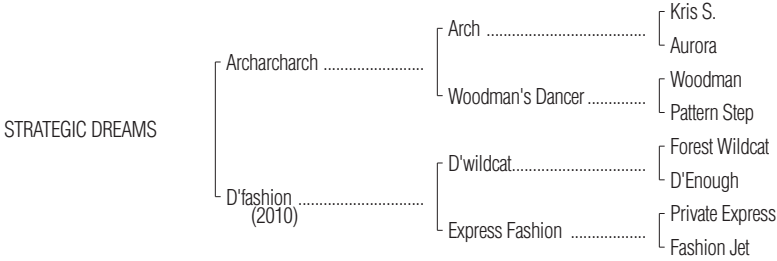 Kris S.
Arch ......................................
Aurora
Archarcharch ........................
Woodman
Woodman's Dancer ..............
Pattern Step
STRATEGIC DREAMS
Forest Wildcat
D'wildcat................................
D'Enough
D'fashion ..............................
(2010)
Private Express
Express Fashion ..................
Fashion Jet